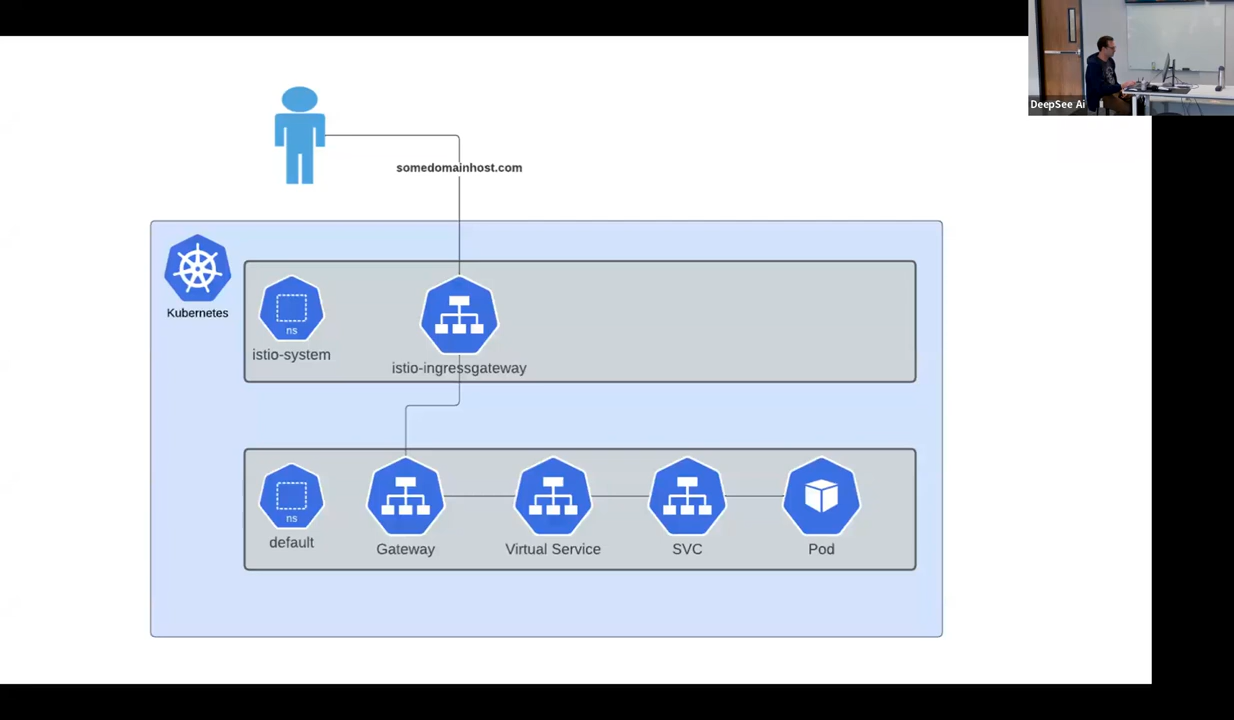 DeepSee Ai
somedomainhost.com
Kubernetes
ns
istio-system
istio-ingressgateway
ns
default
Gateway
Virtual Service
SVC
Pod